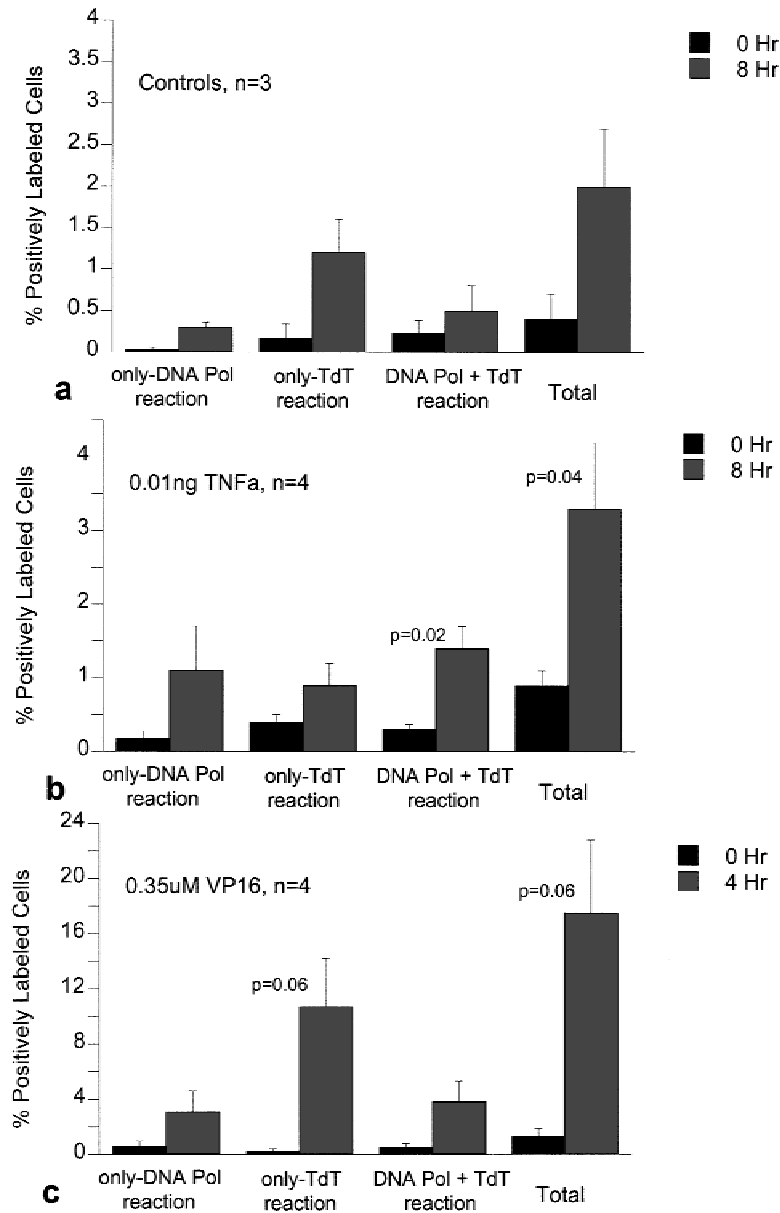 4
3.5
3
2.5
2
1.5
1
0.5
0
% Positively Labeled Cells
Controls, n=3
0 Hr
8 Hr
only-DNA Pol
reaction
only-TdT
reaction
DNA Pol + TdT
reaction
Total
a
4
3
2
1
0
% Positively Labeled Cells
0.01ng TNFa, n=4
p=0.02
p=0.04
0 Hr
8 Hr
only-DNA Pol
reaction
only-TdT
reaction
DNA Pol + TdT
reaction
Total
b
24
20
16
12
8
4
0
% Positively Labeled Cells
0.35uM VP16, n=4
p=0.06
p=0.06
0 Hr
4 Hr
only-DNA Pol
reaction
only-TdT
reaction
DNA Pol + TdT
reaction
Total
c